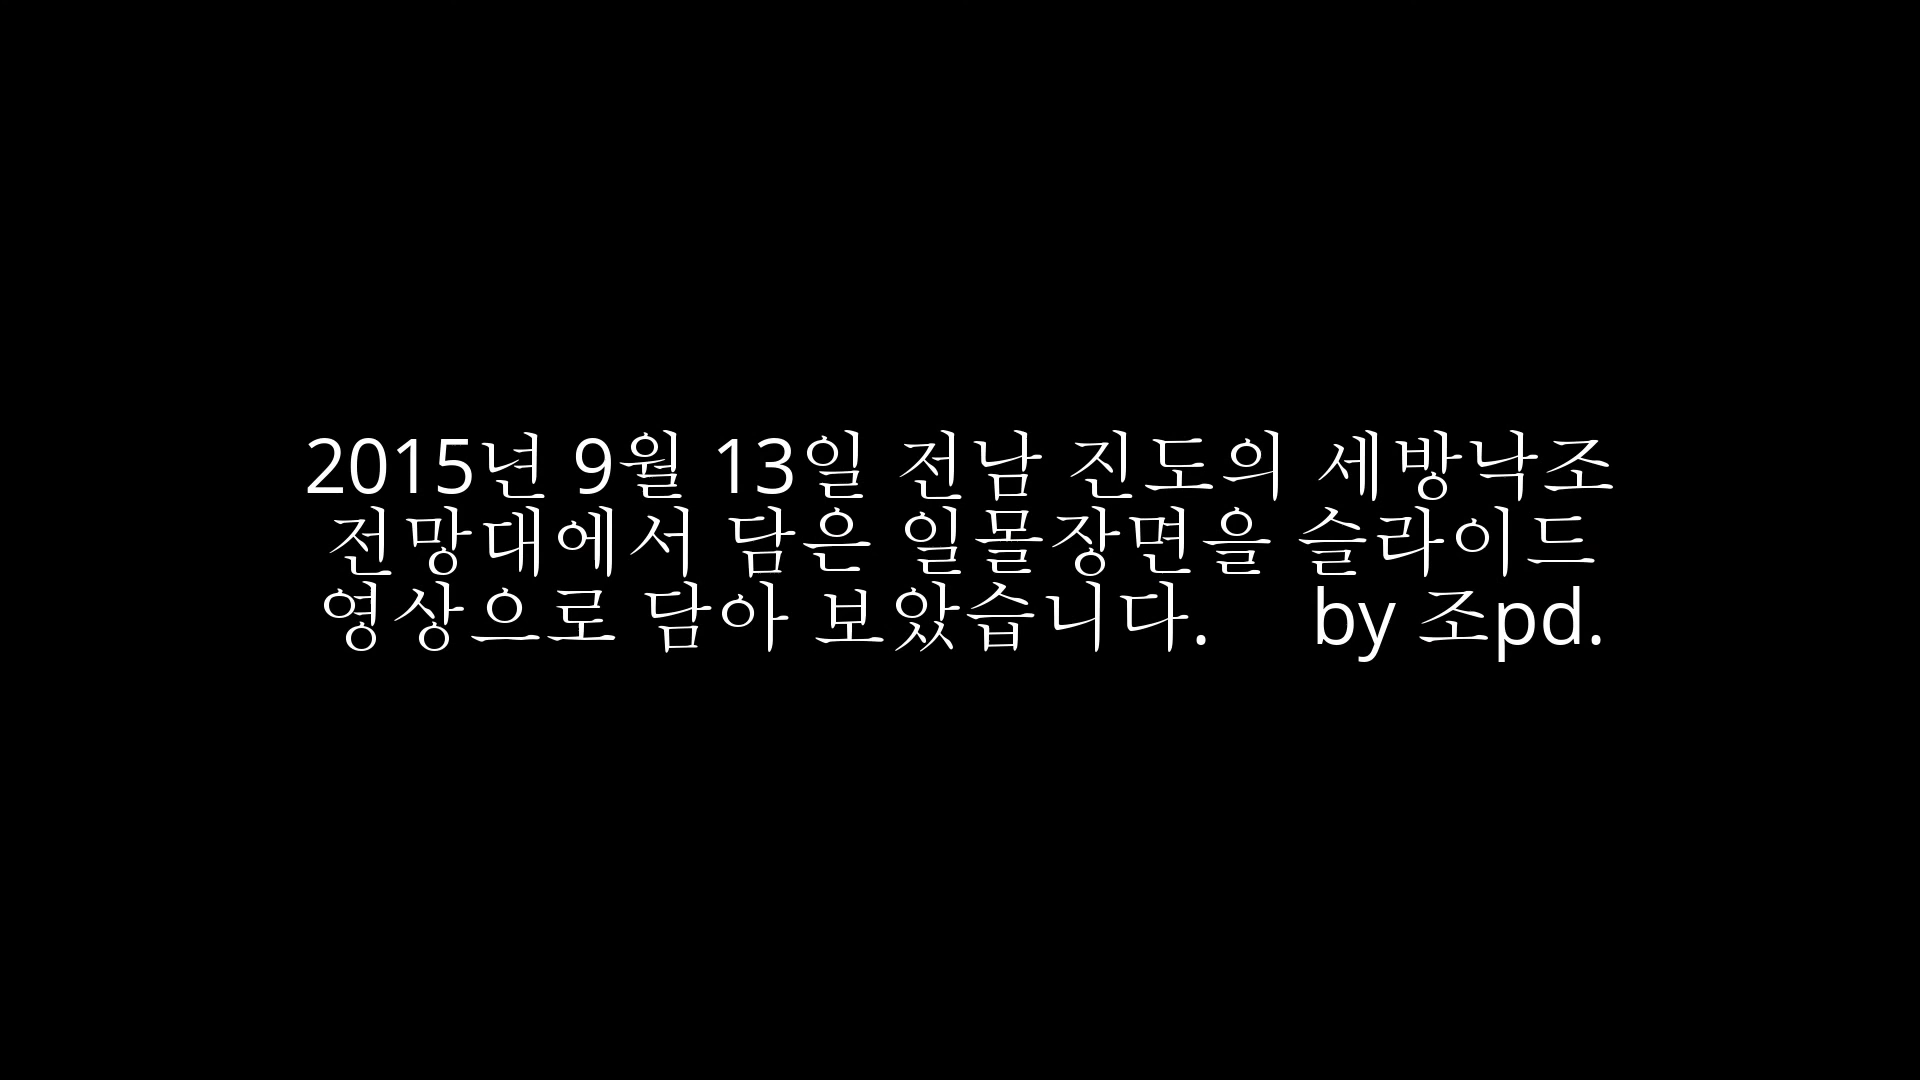 2015년 9월 13일 전남 진도의 세방낙조
전망대에서 담은 일몰장면을 슬라이드
영상으로 담아 보았습니다. by 조pd.